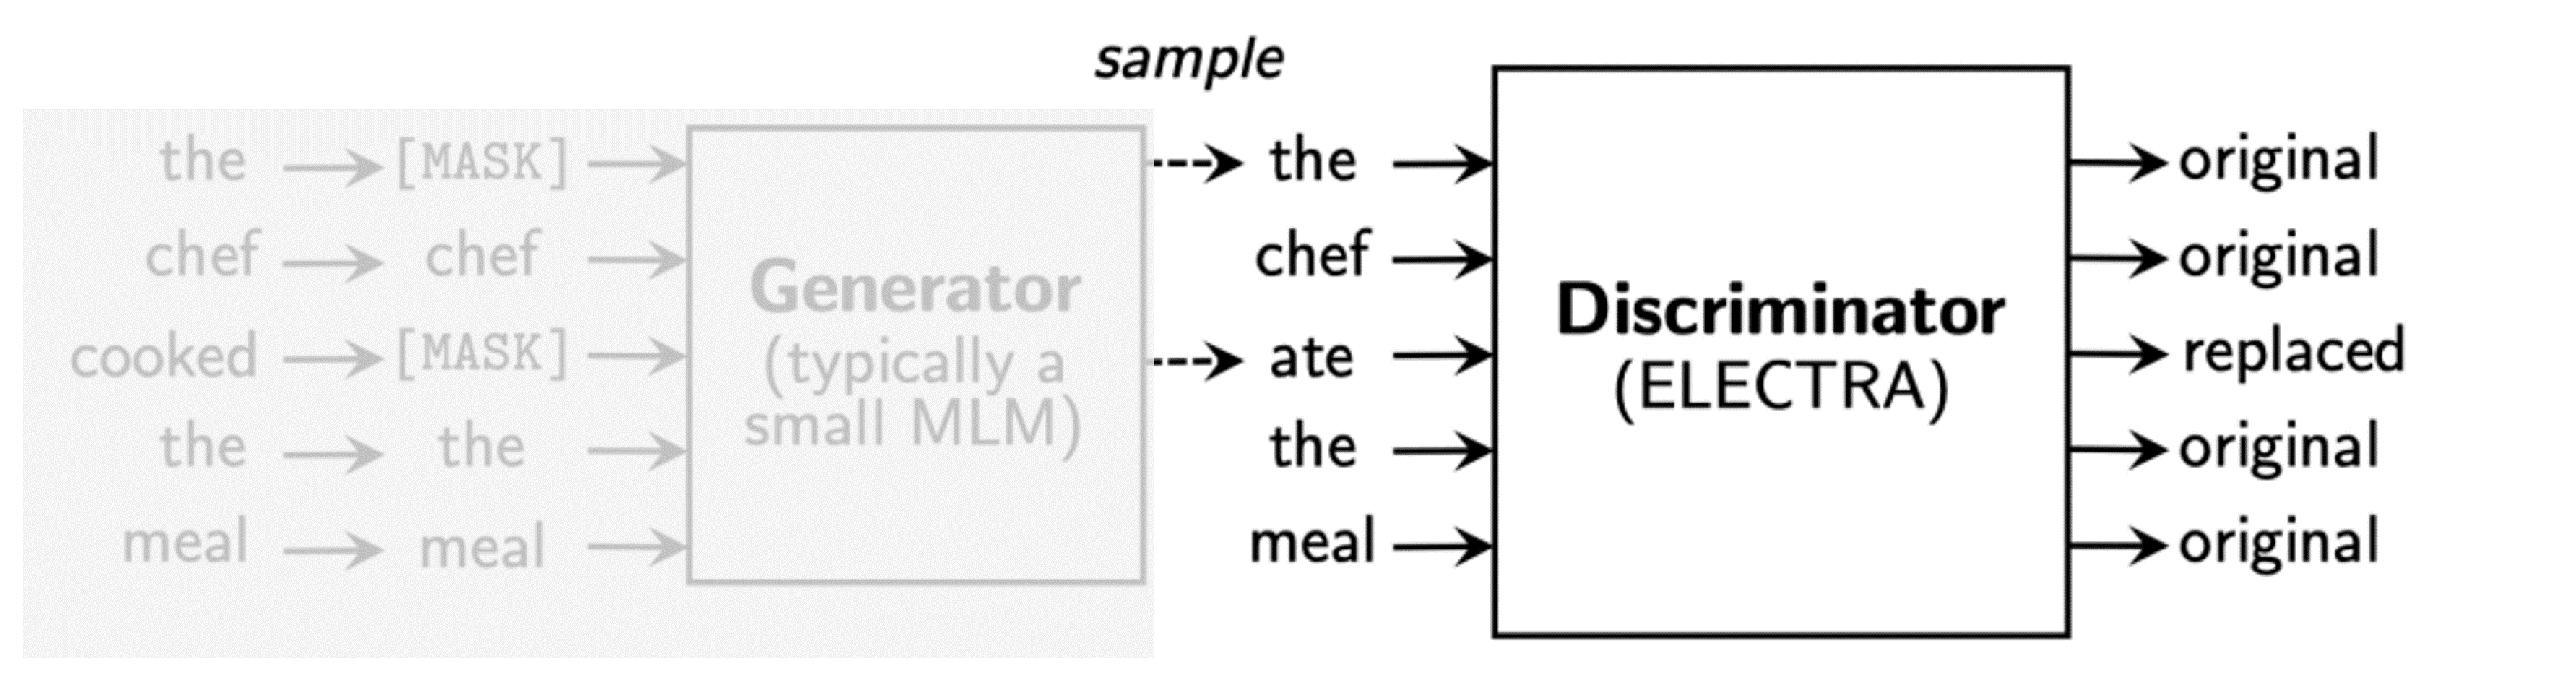 sample
the [MASK] the original
chef chef chef original
cooked [MASK] ate replaced
the the the original
meal meal meal original
Generator
(typically a
small MLM)
Discriminator
(ELECTRA)